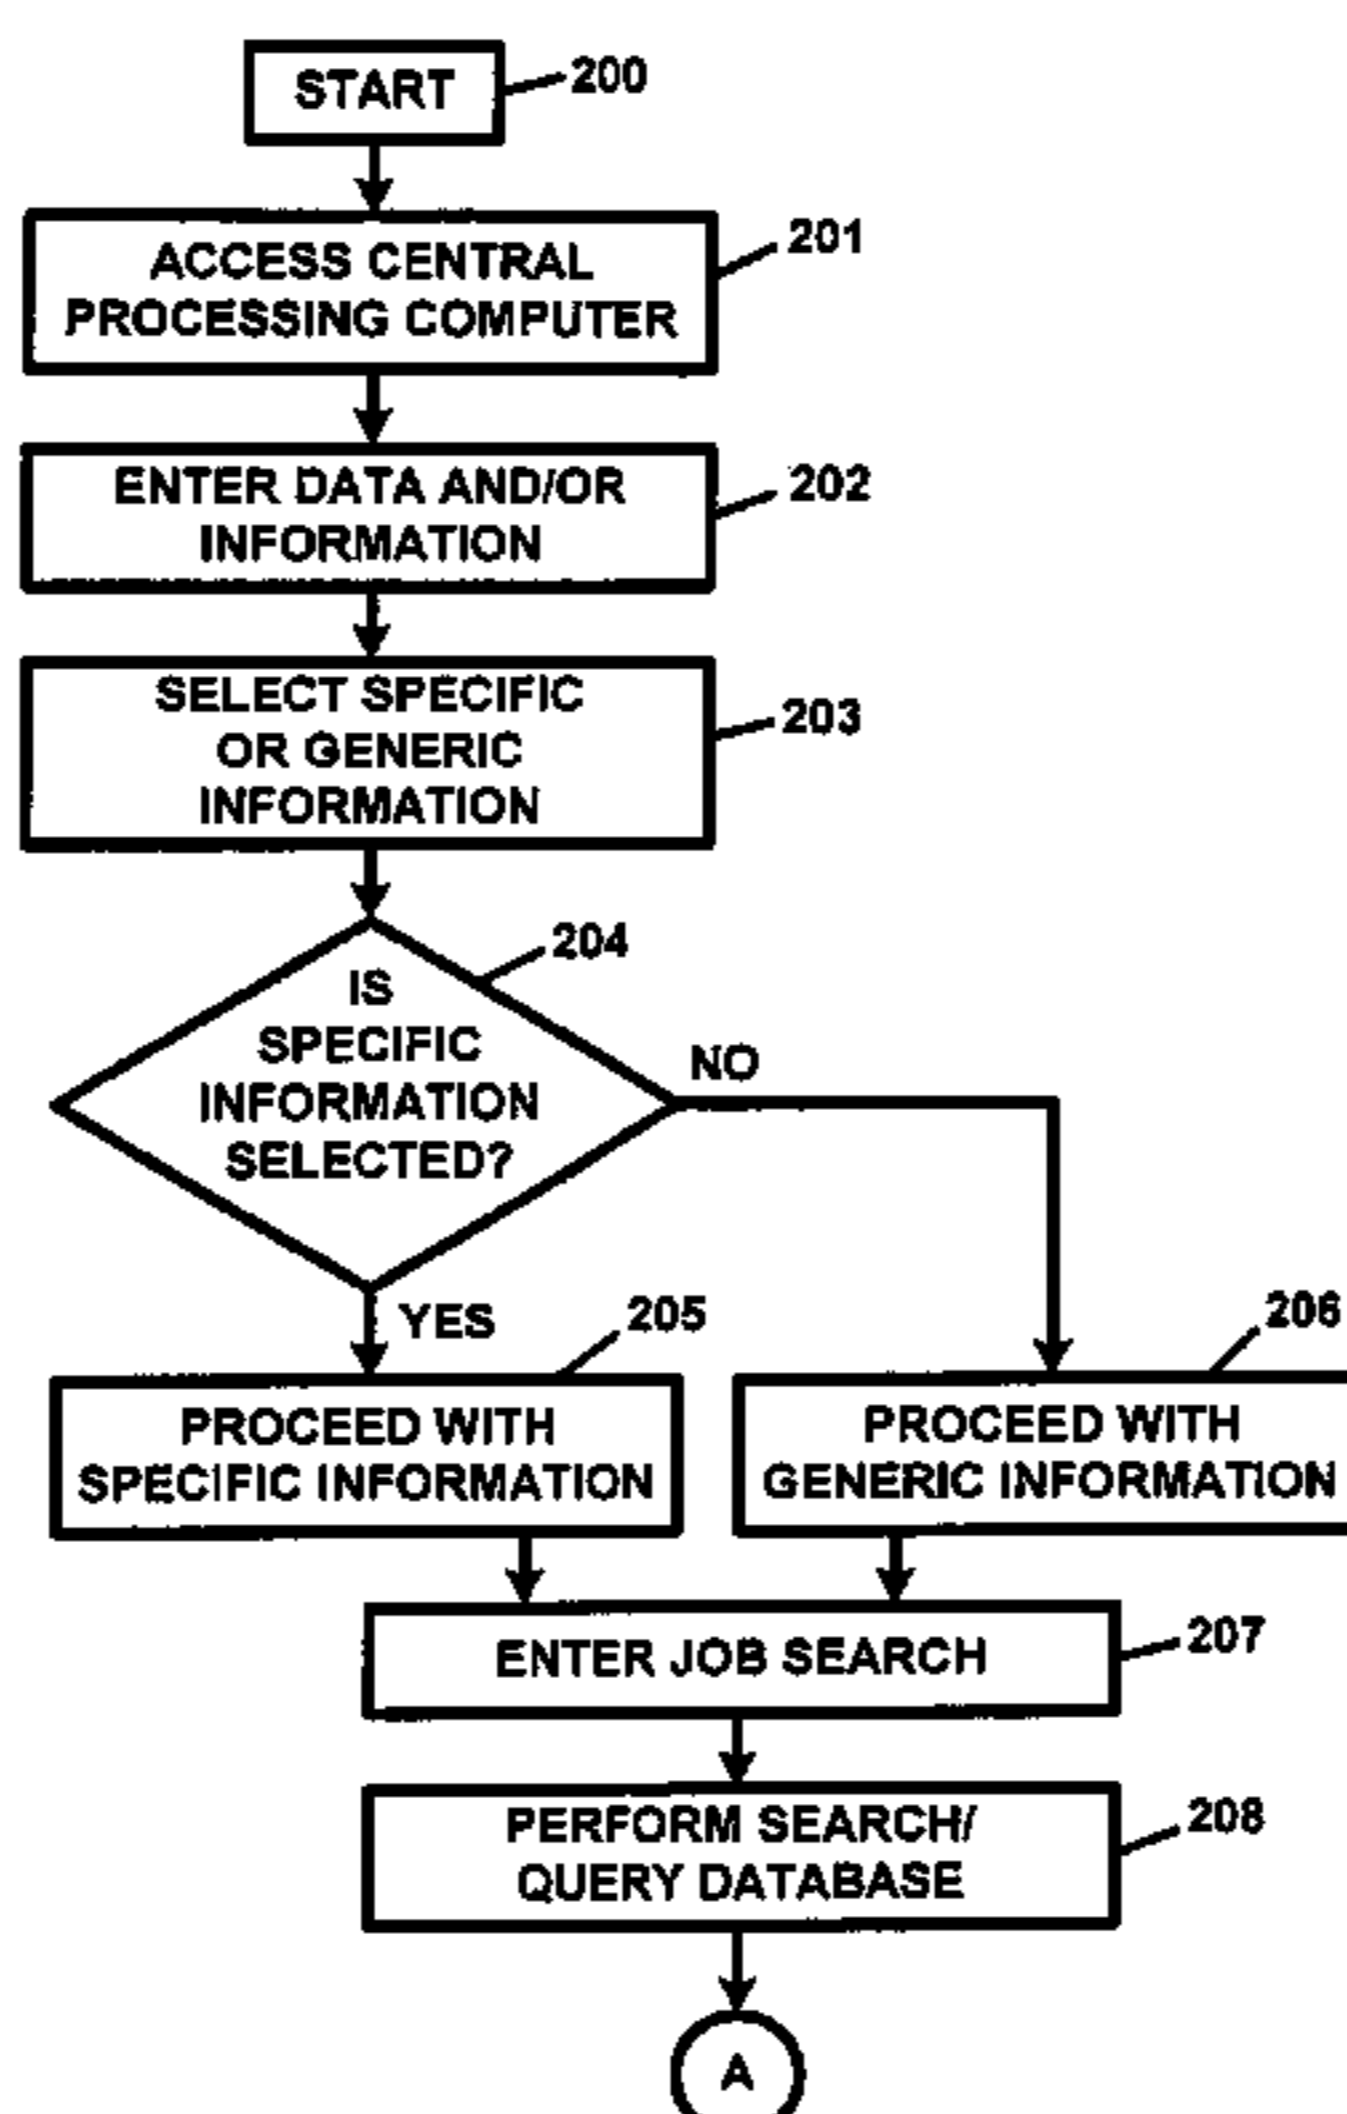 START
200
ACCESS CENTRAL
PROCESSING COMPUTER
201
ENTER DATA AND/OR
INFORMATION
202
SELECT SPECIFIC
OR GENERIC
INFORMATION
203
IS
SPECIFIC
INFORMATION
SELECTED?
204
NO
YES
205
206
PROCEED WITH
SPECIFIC INFORMATION
PROCEED WITH
GENERIC INFORMATION
ENTER JOB SEARCH
207
PERFORM SEARCH/
QUERY DATABASE
208
A